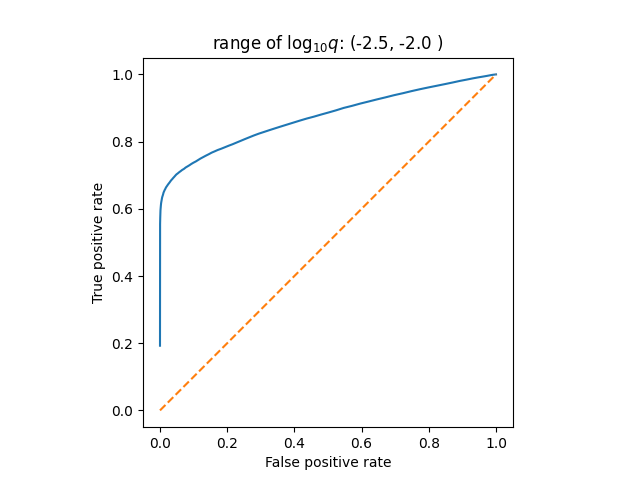 range of log₁₀q: (-2.5, -2.0 )
1.0
0.8
0.6
0.4
0.2
0.0
True positive rate
0.0 0.2 0.4 0.6 0.8 1.0
False positive rate